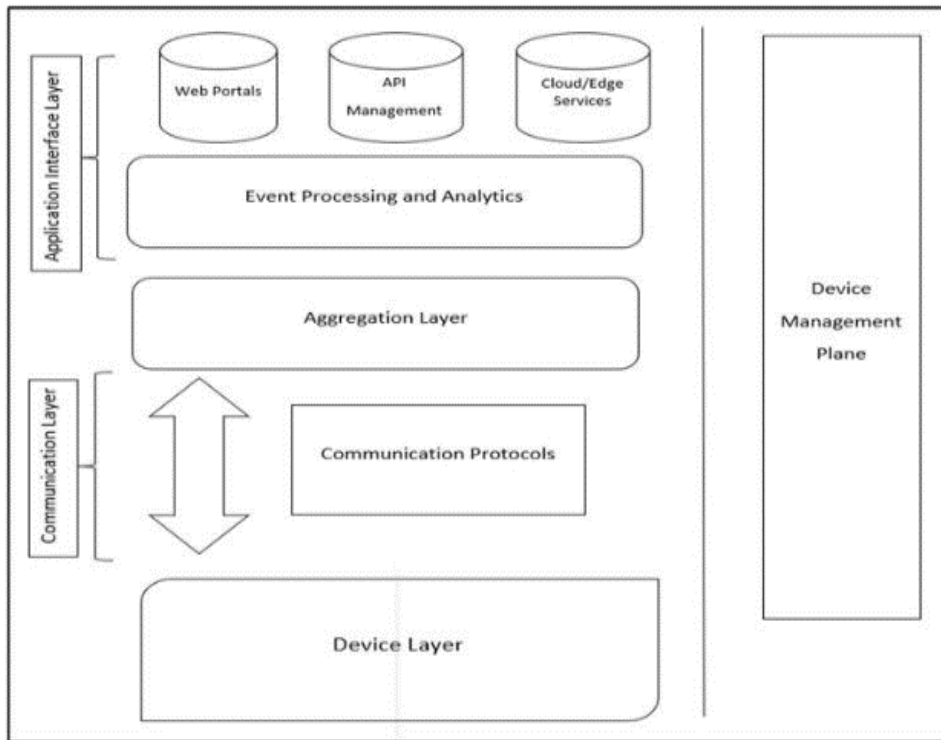 Application Interface Layer
Web Portals
API
Management
Cloud/Edge
Services
Event Processing and Analytics
Aggregation Layer
Communication Layer
Communication Protocols
Device Layer
Device
Management
Plane